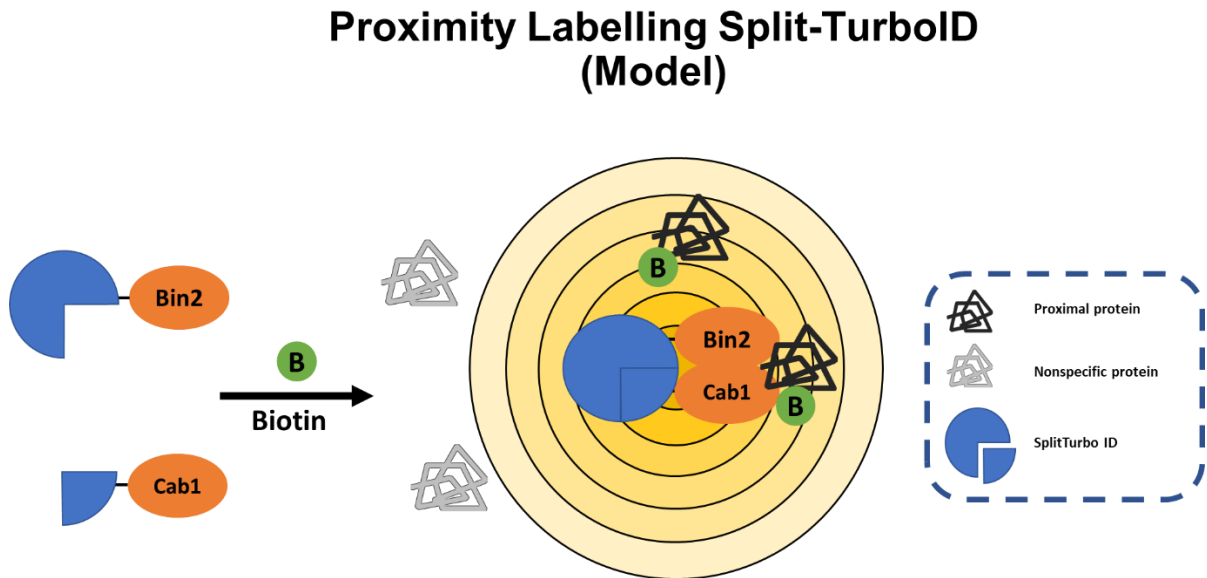 Proximity Labelling Split-TurboID
(Model)
Bin2
B
Biotin
Cab1
B
Bin2
Cab1
B
Proximal protein
Nonspecific protein
SplitTurbo ID